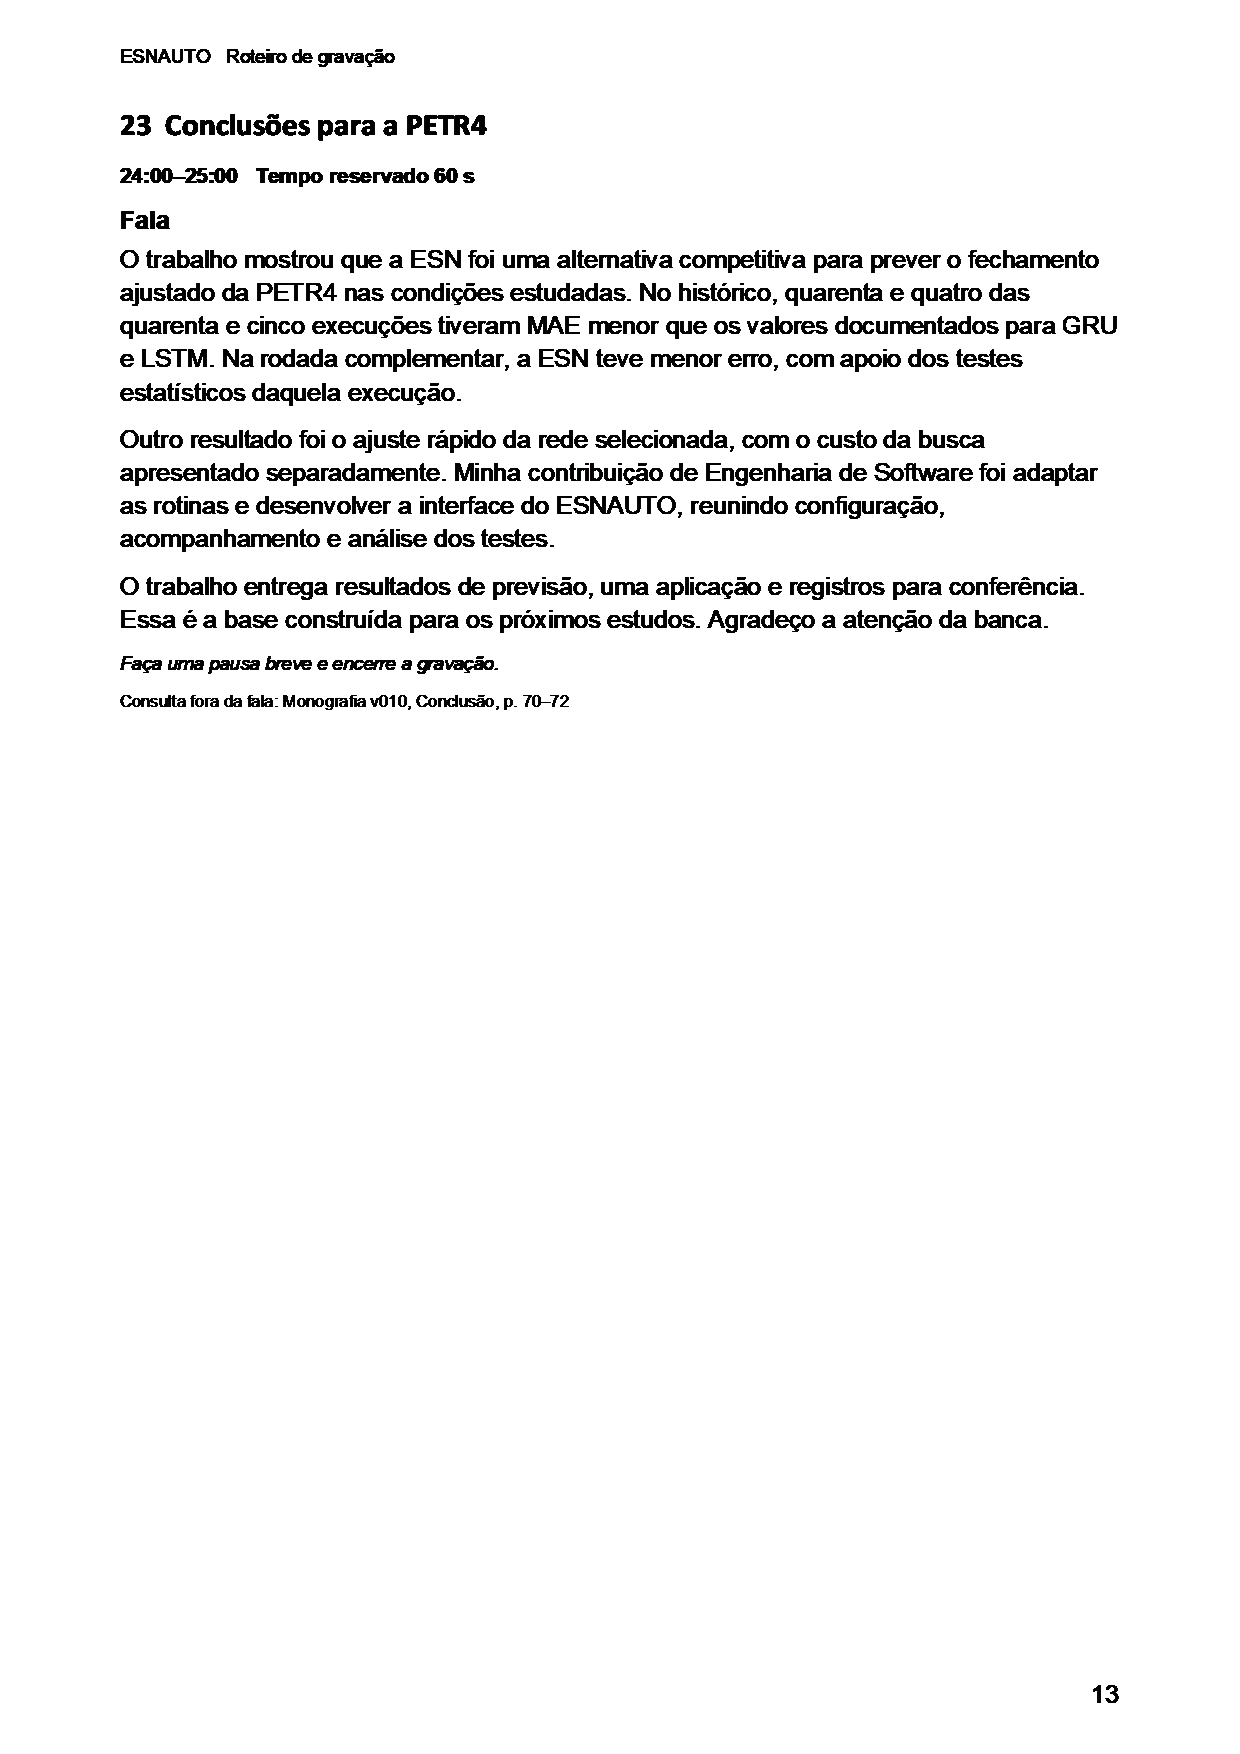 ESNAUTO Roteiro de gravação
23 Conclusões para a PETR4
24:00–25:00 Tempo reservado 60 s
Fala
O trabalho mostrou que a ESN foi uma alternativa competitiva para prever o fechamento
ajustado da PETR4 nas condições estudadas. No histórico, quarenta e quatro das
quarenta e cinco execuções tiveram MAE menor que os valores documentados para GRU
e LSTM. Na rodada complementar, a ESN teve menor erro, com apoio dos testes
estatísticos daquela execução.
Outro resultado foi o ajuste rápido da rede selecionada, com o custo da busca
apresentado separadamente. Minha contribuição de Engenharia de Software foi adaptar
as rotinas e desenvolver a interface do ESNAUTO, reunindo configuração,
acompanhamento e análise dos testes.
O trabalho entrega resultados de previsão, uma aplicação e registros para conferência.
Essa é a base construída para os próximos estudos. Agradeço a atenção da banca.
Faça uma pausa breve e encerre a gravação.
Consulta fora da fala: Monografia v010, Conclusão, p. 70–72
13